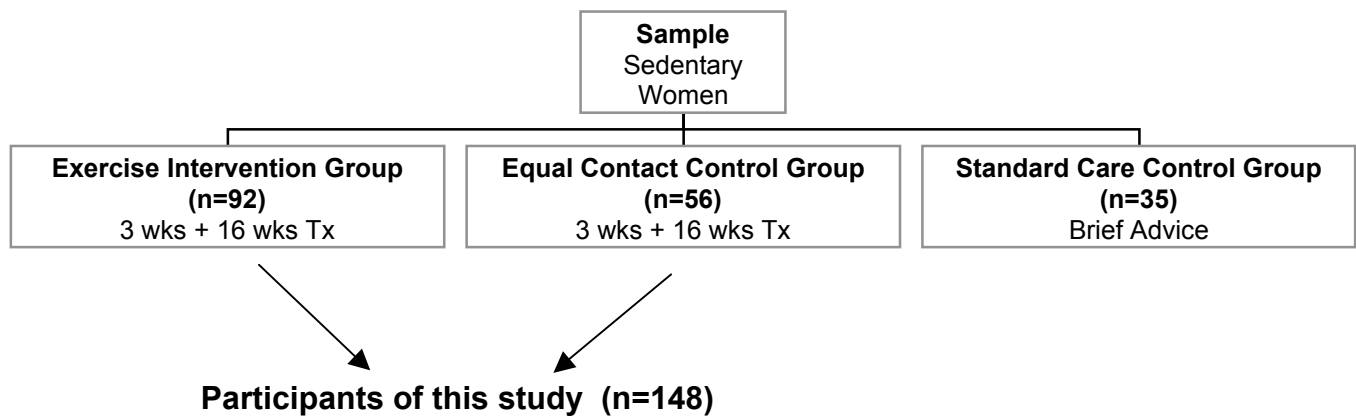 Sample
Sedentary
Women
Exercise Intervention Group
(n=92)
3 wks + 16 wks Tx
Equal Contact Control Group
(n=56)
3 wks + 16 wks Tx
Standard Care Control Group
(n=35)
Brief Advice
Participants of this study (n=148)